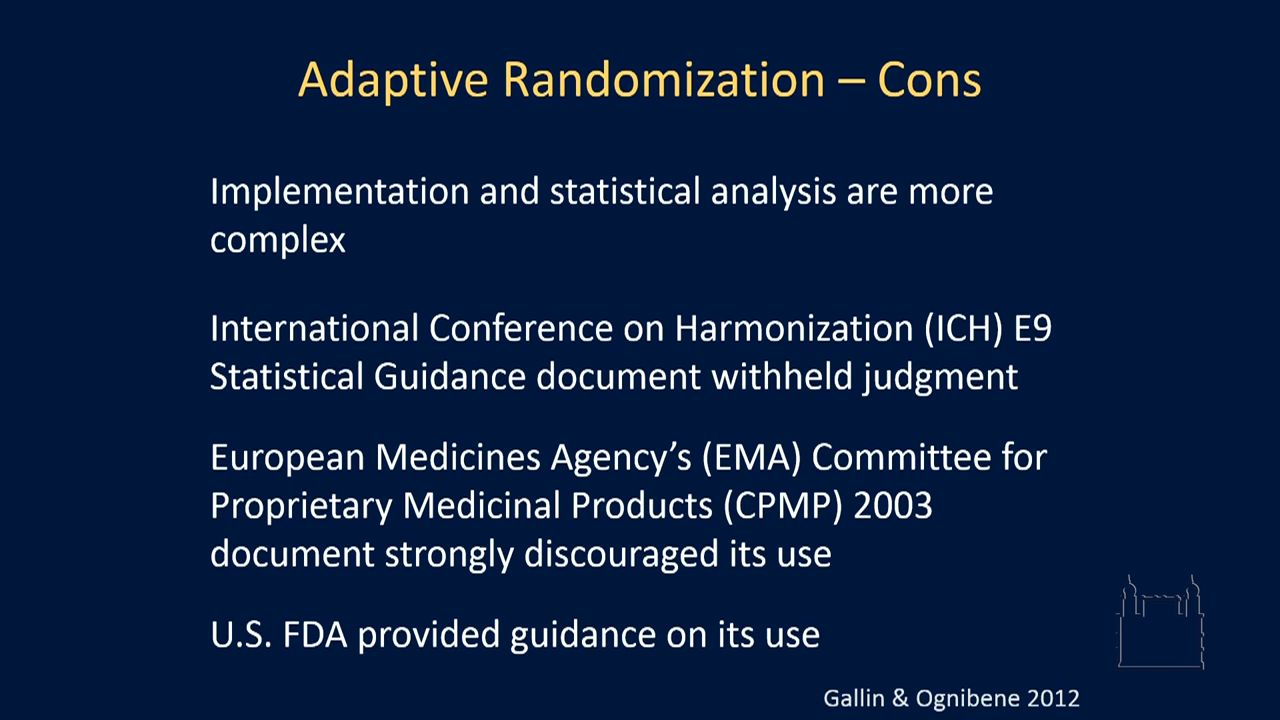 Adaptive Randomization – Cons
Implementation and statistical analysis are more
complex
International Conference on Harmonization (ICH) E9
Statistical Guidance document withheld judgment
European Medicines Agency’s (EMA) Committee for
Proprietary Medicinal Products (CPMP) 2003
document strongly discouraged its use
U.S. FDA provided guidance on its use
Gallin & Ognibene 2012